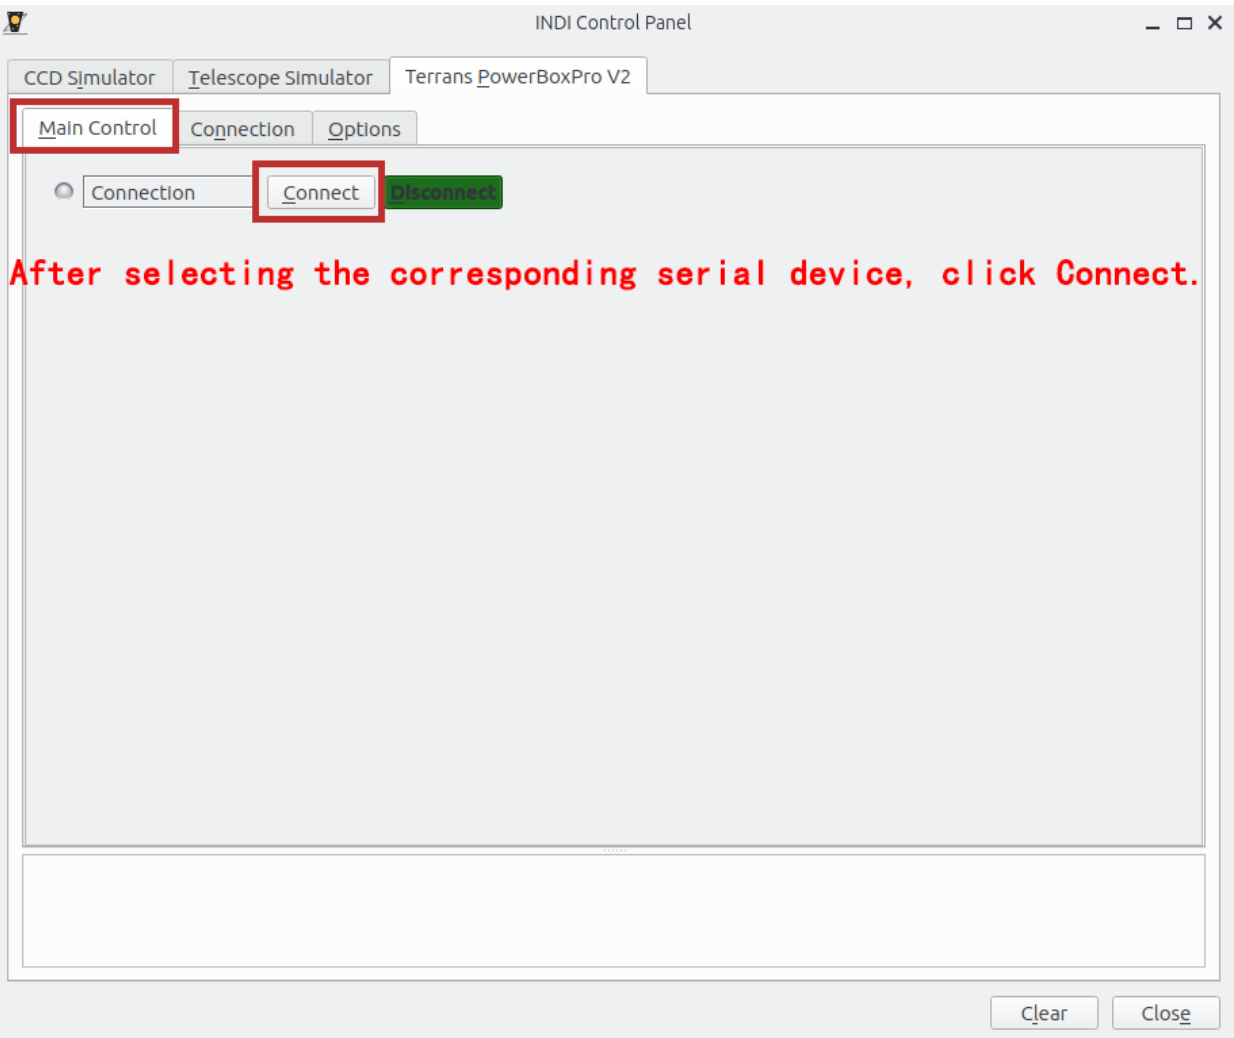 INDI Control Panel
CCD Simulator Telescope Simulator Terrans PowerBoxPro V2
Main Control Connection Options
Connection Connect Disconnect
After selecting the corresponding serial device, click Connect.
Clear Close